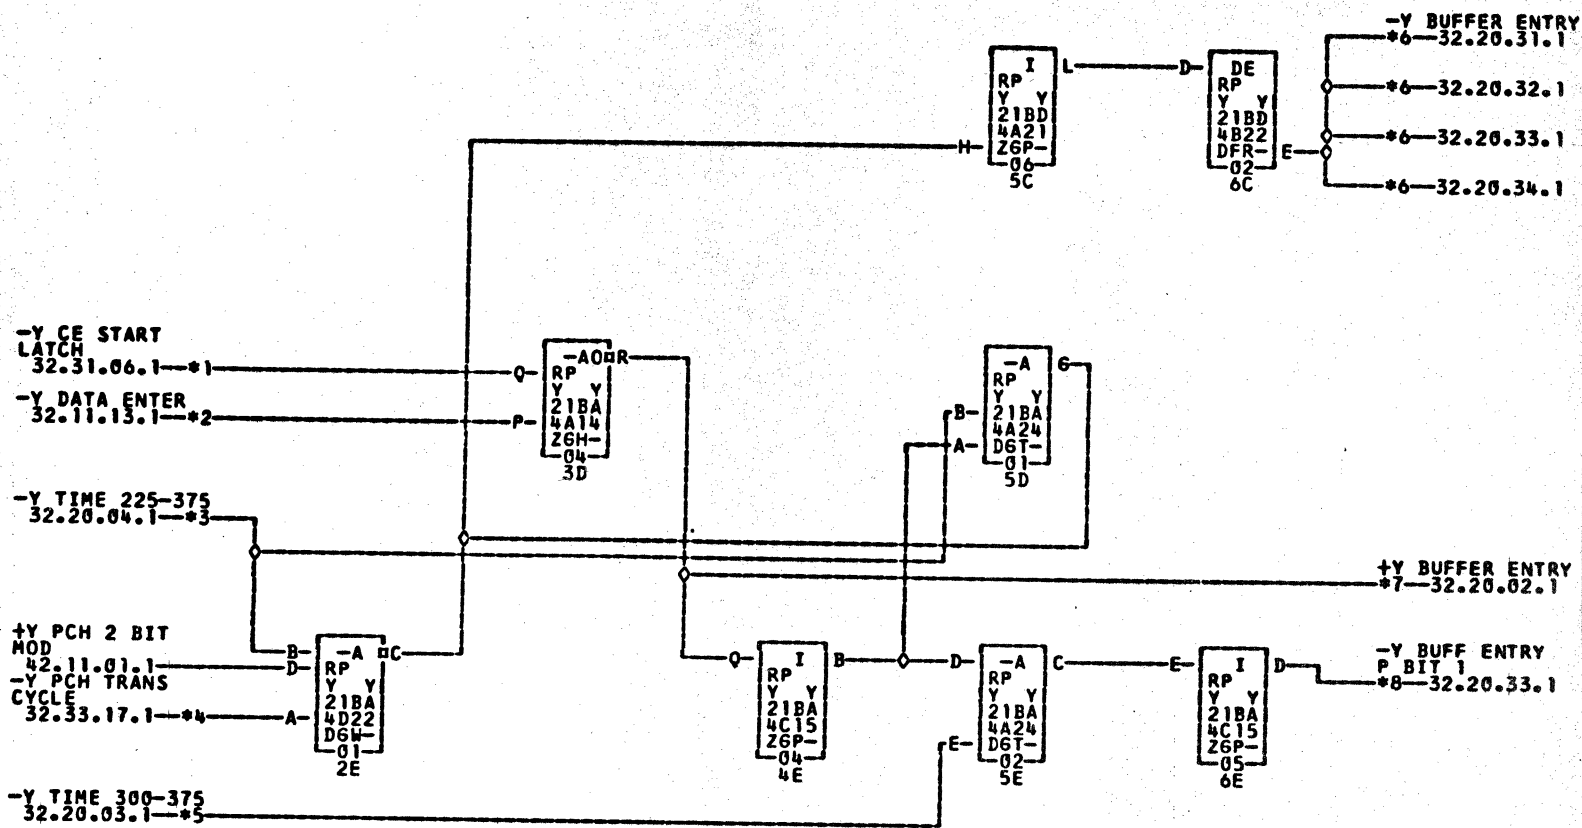 -Y BUFFER ENTRY
*6—32.20.31.1
*6—32.20.32.1
*6—32.20.33.1
*6—32.20.34.1
I L
RP
Y Y
21BD
4A21
H- Z6P-
06
5C
D- DE
RP
Y Y
21BD
4B22
DFR- E
02
6C
-Y CE START
LATCH
32.31.06.1—*1
-Y DATA ENTER
32.11.13.1—*2
-AO R
Q- RP
Y Y
21BA
P- 4A14
Z6H-
04
3D
-A G
RP
Y Y
B- 21BA
4A24
A- D6T-
01
5D
-Y TIME 225-375
32.20.04.1—*3
+Y BUFFER ENTRY
*7—32.20.02.1
+Y PCH 2 BIT
MOD
42.11.01.1
-Y PCH TRANS
CYCLE
32.33.17.1—*4
B- -A C
D- RP
Y Y
21BA
A- 4D22
D6W-
01
2E
Q- I B
RP
Y Y
21BA
4C15
Z6P-
04
4E
D- -A C
RP
Y Y
21BA
4A24
E- D6T-
02
5E
E- I D
RP
Y Y
21BA
4C15
Z6P-
05
6E
-Y BUFF ENTRY
P BIT 1
*8—32.20.33.1
-Y TIME 300-375
32.20.03.1—*5